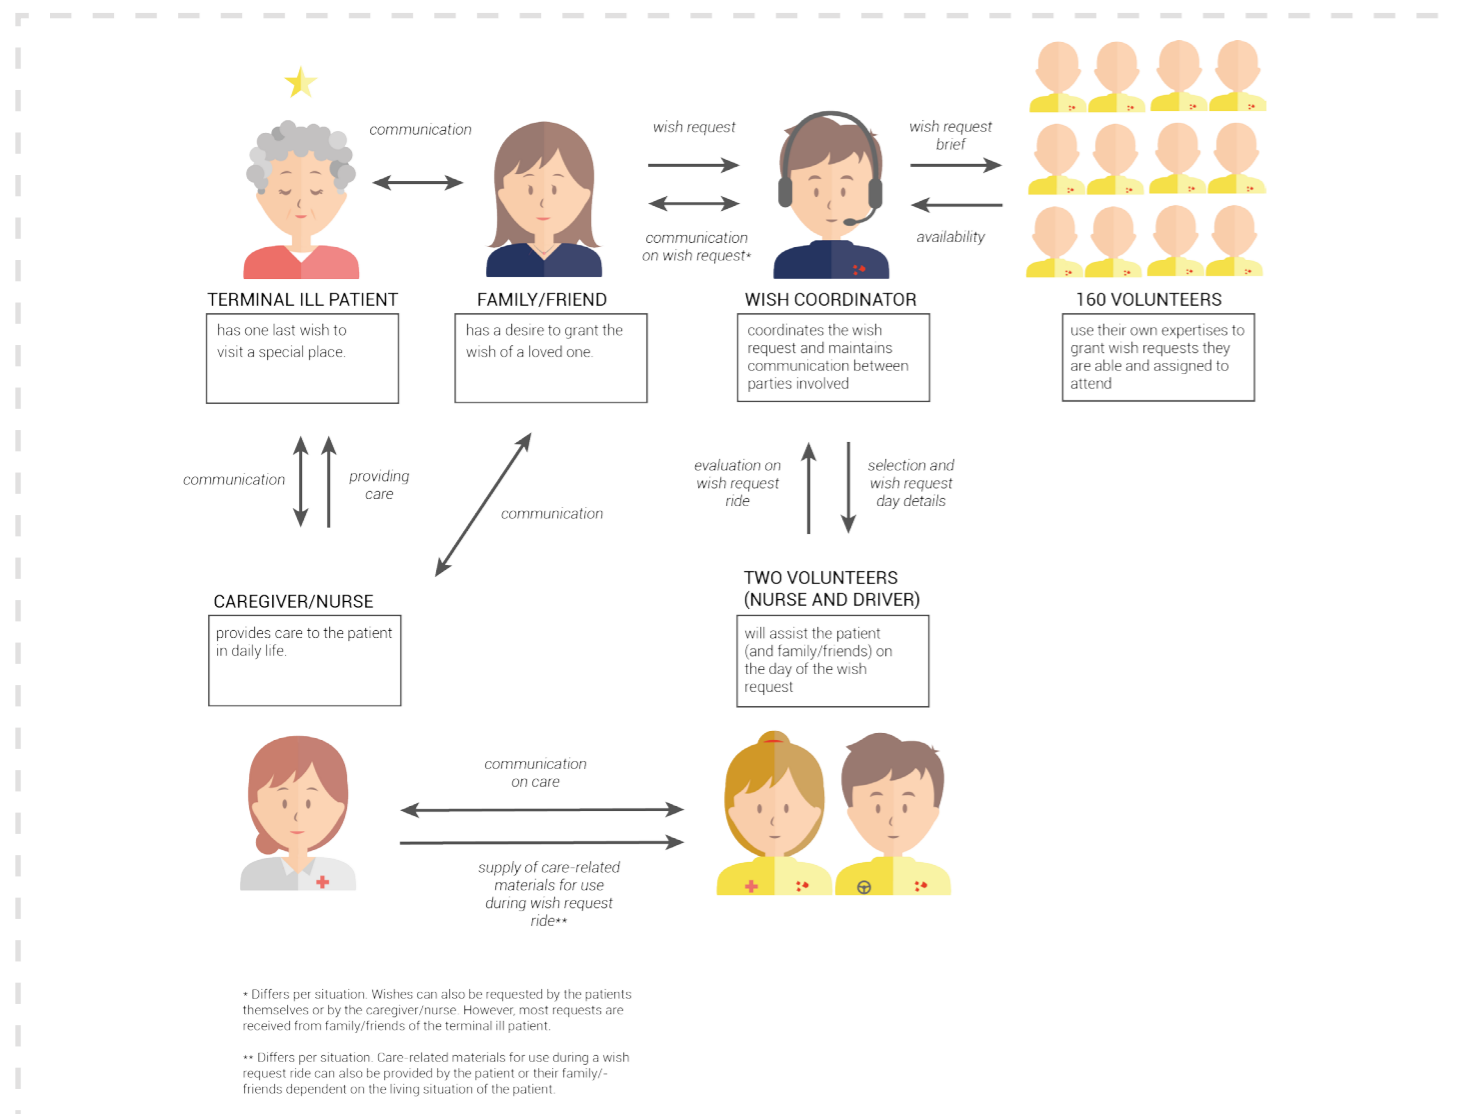 communication
wish request
wish request
brief
communication
on wish request*
availability
TERMINAL ILL PATIENT
has one last wish to
visit a special place.
FAMILY/FRIEND
has a desire to grant the
wish of a loved one.
WISH COORDINATOR
coordinates the wish
request and maintains
communication between
parties involved
160 VOLUNTEERS
use their own expertises to
grant wish requests they
are able and assigned to
attend
communication
providing
care
communication
evaluation on
wish request
ride
selection and
wish request
day details
CAREGIVER/NURSE
provides care to the patient
in daily life.
TWO VOLUNTEERS
(NURSE AND DRIVER)
will assist the patient
(and family/friends) on
the day of the wish
request
communication
on care
supply of care-related
materials for use
during wish request
ride**
* Differs per situation. Wishes can also be requested by the patients
themselves or by the caregiver/nurse. However, most requests are
received from family/friends of the terminal ill patient.
** Differs per situation. Care-related materials for use during a wish
request ride can also be provided by the patient or their family/-
friends dependent on the living situation of the patient.